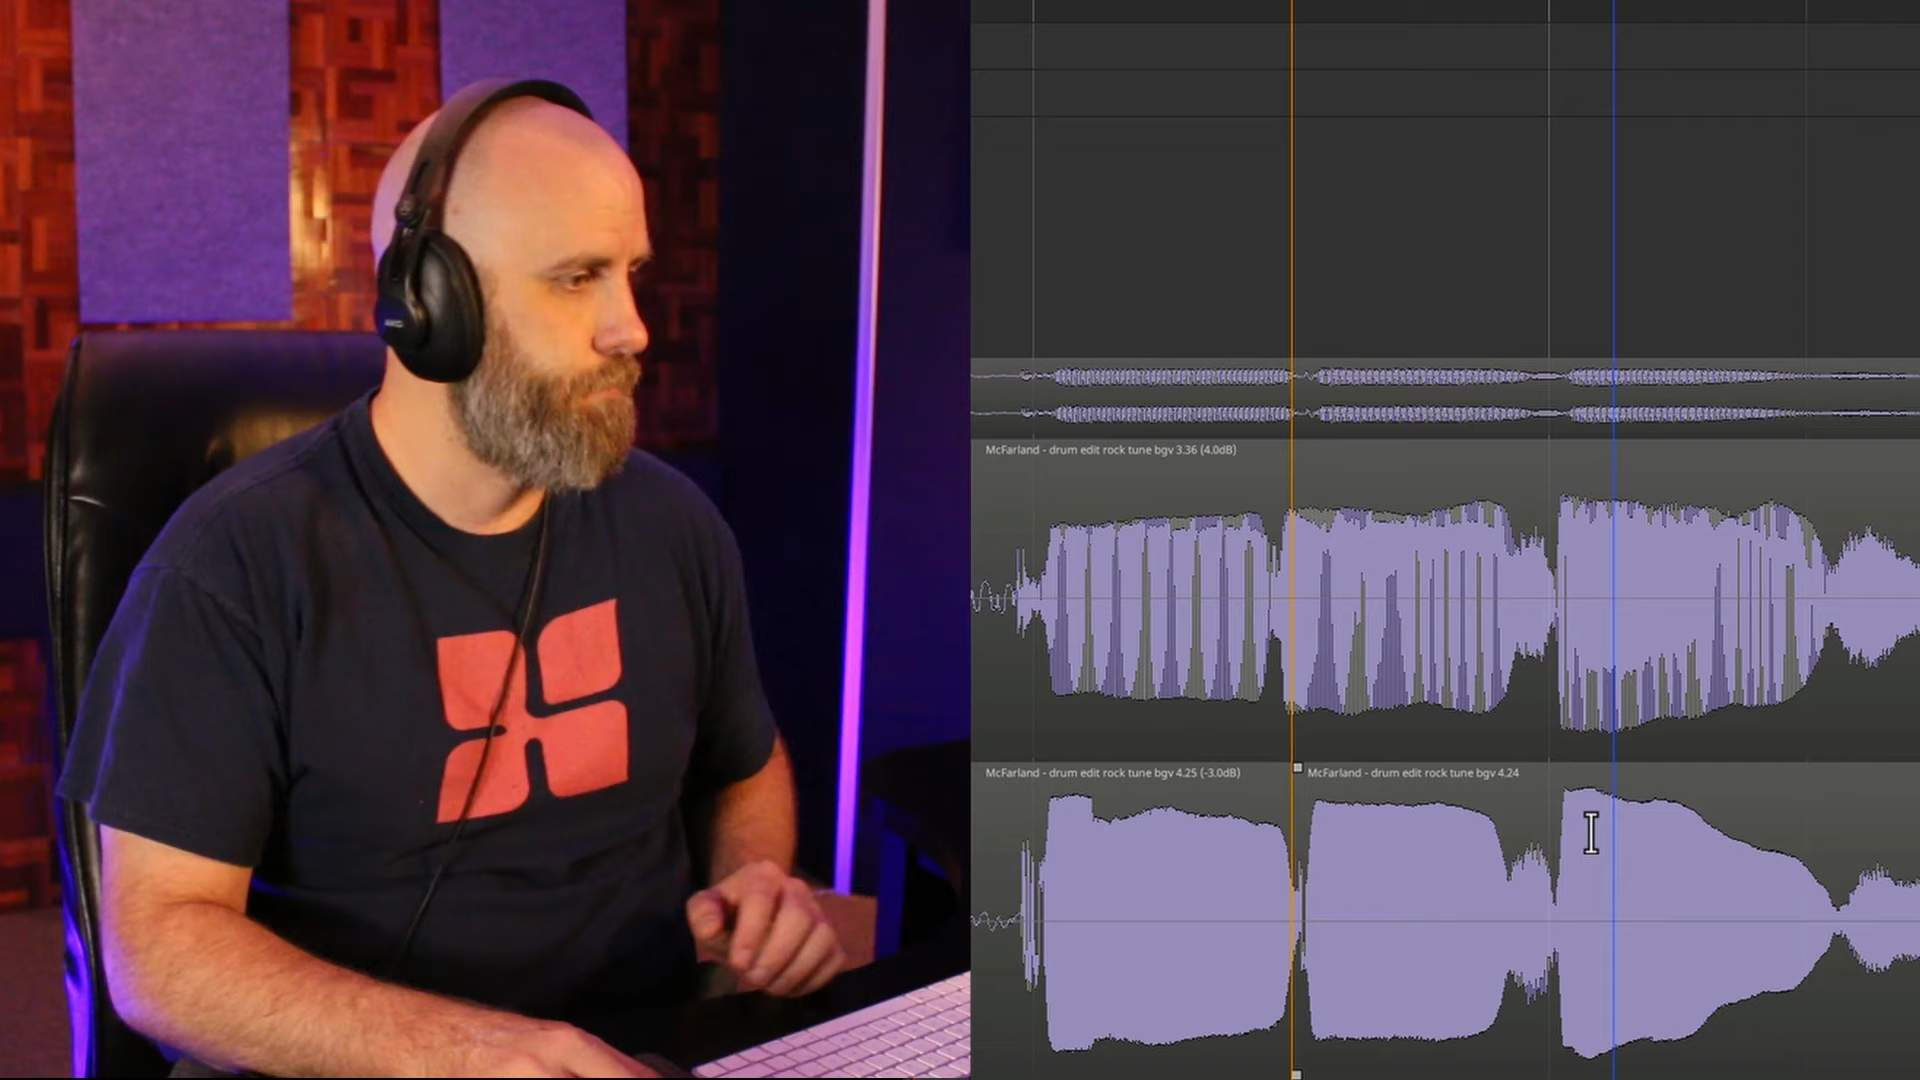 McFarland - drum edit rock tune bgv 3.36 (4.0dB)
McFarland - drum edit rock tune bgv 4.25 (-3.0dB)
McFarland - drum edit rock tune bgv 4.24